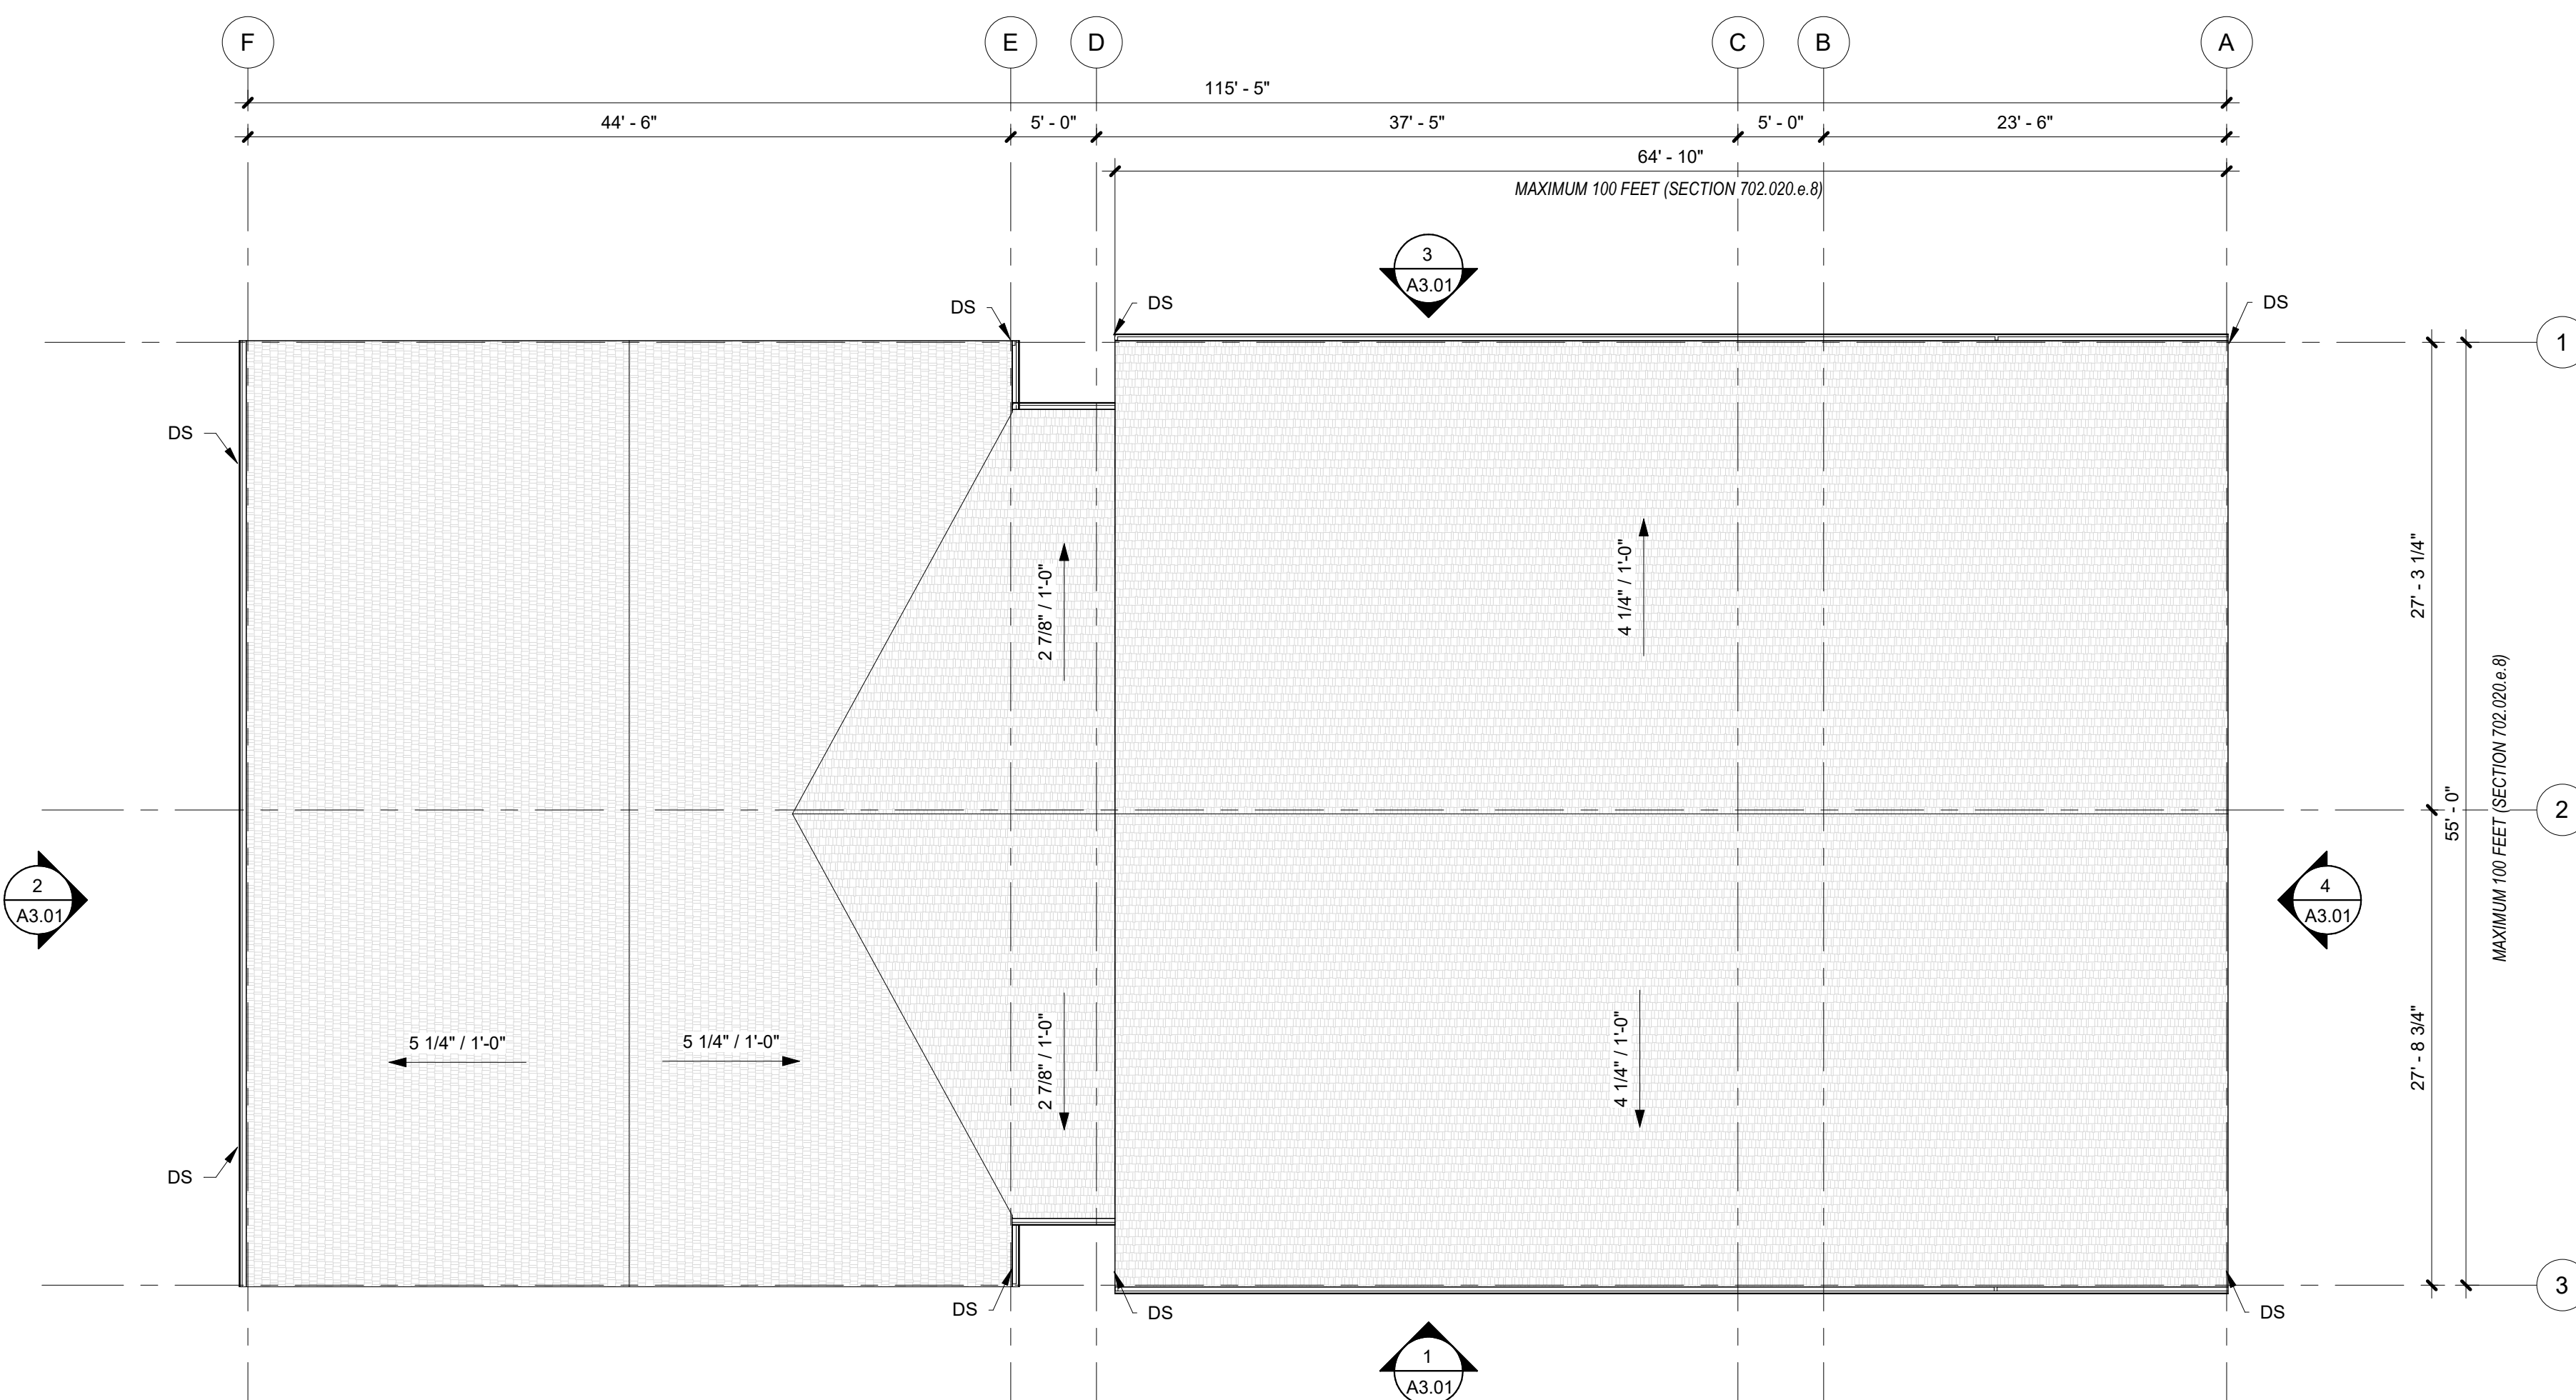 F E D C B A
115' - 5"
44' - 6" 5' - 0" 37' - 5" 5' - 0" 23' - 6"
64' - 10"
MAXIMUM 100 FEET (SECTION 702.020.e.8)
3
A3.01
DS DS DS
1
DS
27' - 3 1/4"
2 7/8" / 1'-0"
4 1/4" / 1'-0"
55' - 0"
MAXIMUM 100 FEET (SECTION 702.020.e.8)
2
2
A3.01
4
A3.01
5 1/4" / 1'-0" 5 1/4" / 1'-0"
2 7/8" / 1'-0"
4 1/4" / 1'-0"
27' - 8 3/4"
DS
3
DS DS DS
1
A3.01